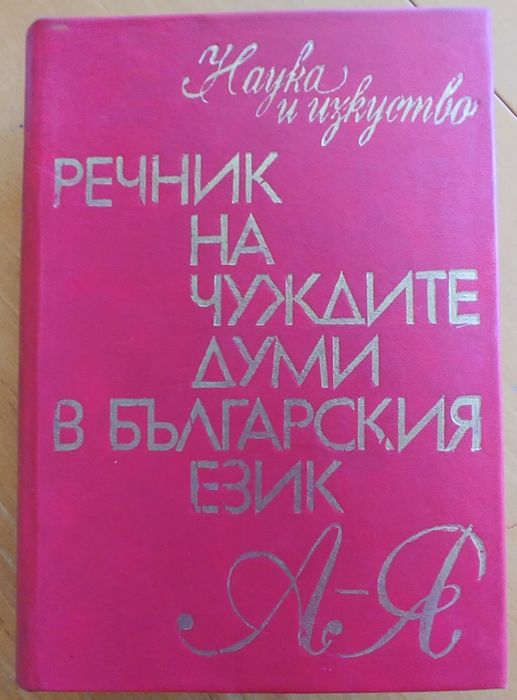 Наука
и изкуство
РЕЧНИК
НА
ЧУЖДИТЕ
ДУМИ
В БЪЛГАРСКИЯ
ЕЗИК
А-Я